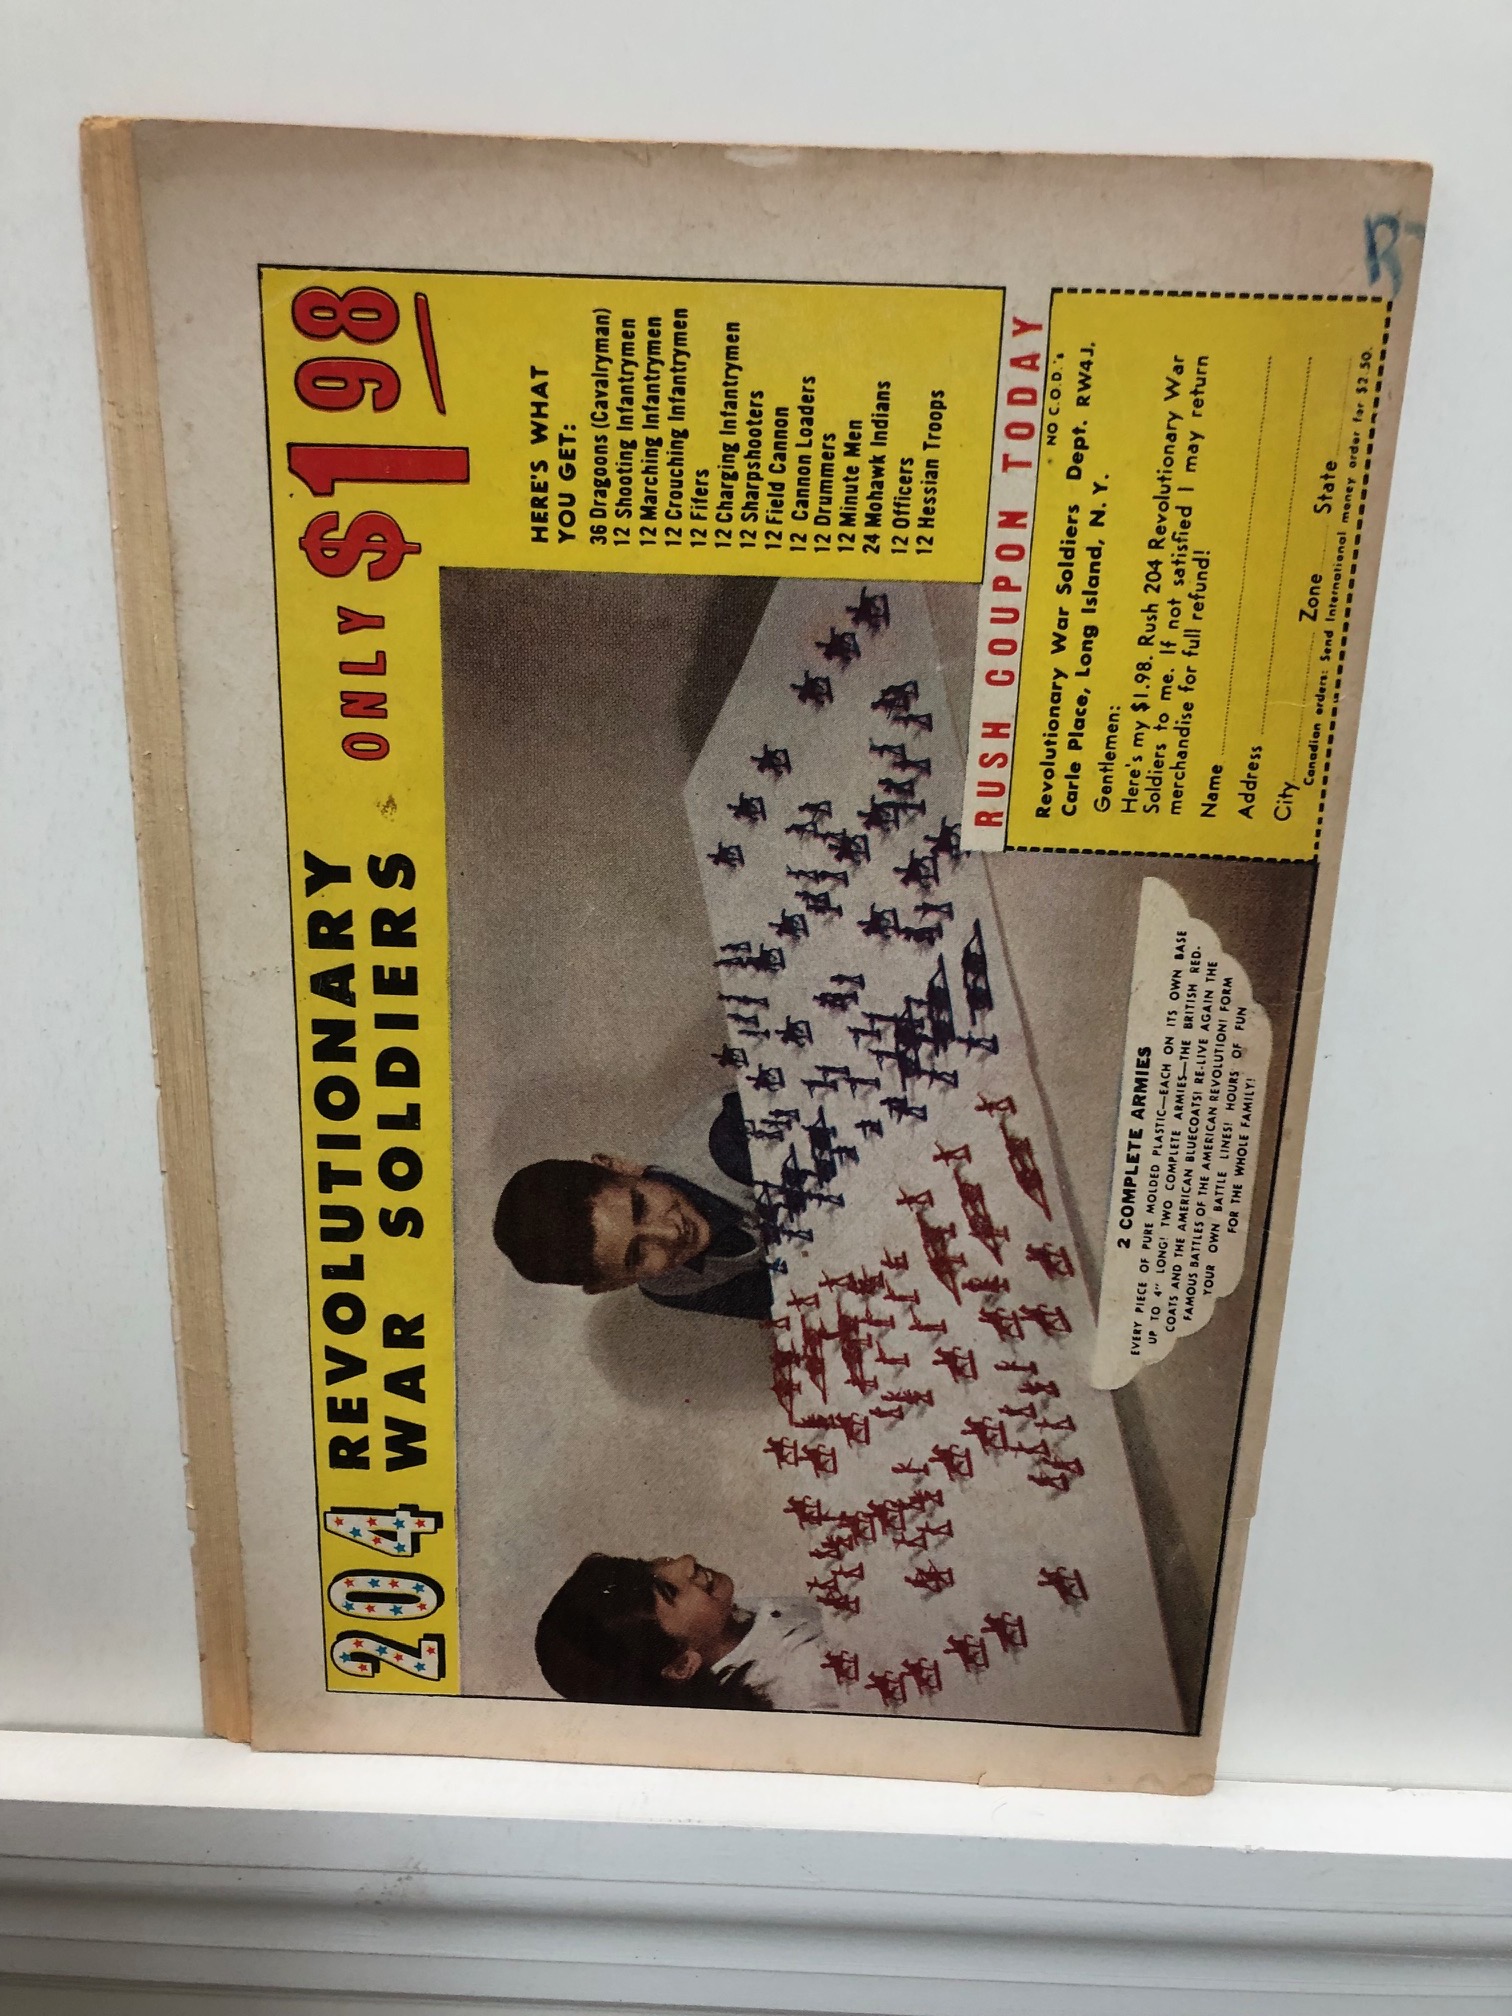 204 REVOLUTIONARY
WAR SOLDIERS ONLY $1 98
HERE'S WHAT
YOU GET:
36 Dragoons (Cavalryman)
12 Shooting Infantrymen
12 Marching Infantrymen
12 Crouching Infantrymen
12 Fifers
12 Charging Infantrymen
12 Sharpshooters
12 Field Cannon
12 Cannon Loaders
12 Drummers
12 Minute Men
24 Mohawk Indians
12 Officers
12 Hessian Troops
2 COMPLETE ARMIES
EVERY PIECE OF PURE MOLDED PLASTIC—EACH ON ITS OWN BASE
UP TO 4" LONG! TWO COMPLETE ARMIES—THE BRITISH RED-
COATS AND THE AMERICAN BLUECOATS! RE-LIVE AGAIN THE
FAMOUS BATTLES OF THE AMERICAN REVOLUTION! FORM
YOUR OWN BATTLE LINES! HOURS OF FUN
FOR THE WHOLE FAMILY!
RUSH COUPON TODAY
NO C.O.D.'s
Revolutionary War Soldiers Dept. RW4J,
Carle Place, Long Island, N. Y.
Gentlemen:
Here's my $1.98. Rush 204 Revolutionary War
Soldiers to me. If not satisfied I may return
merchandise for full refund!
Name
Address
City Zone State
Canadian orders: Send International money order for $2.50.
R